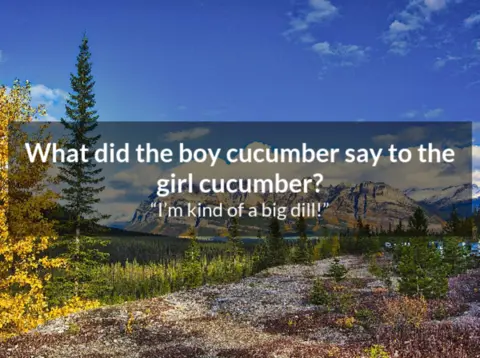 What did the boy cucumber say to the
girl cucumber?
“I’m kind of a big dill!”